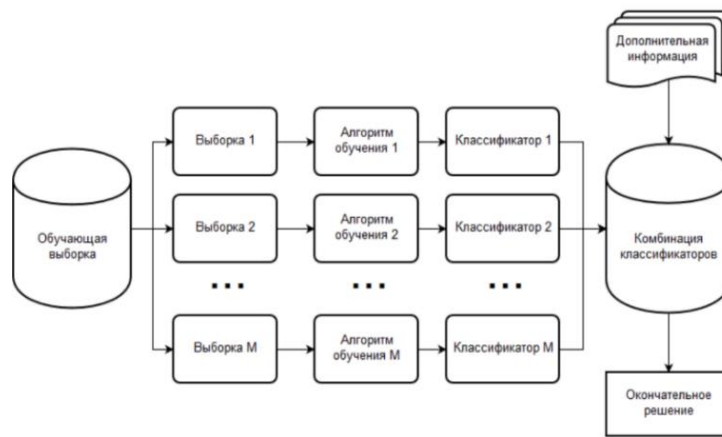 Дополнительная
информация
Выборка 1
Алгоритм
обучения 1
Классификатор 1
Обучающая
выборка
Выборка 2
Алгоритм
обучения 2
Классификатор 2
Комбинация
классификаторов
Выборка М
Алгоритм
обучения М
Классификатор М
Окончательное
решение